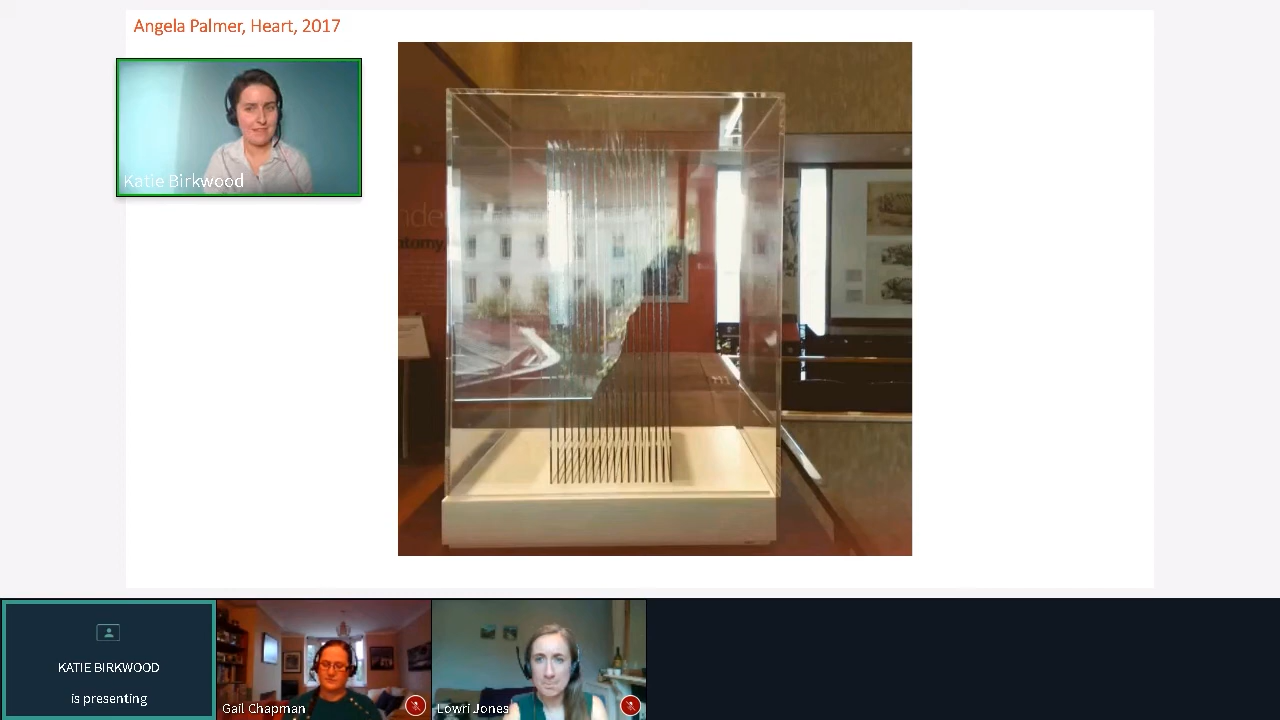 Angela Palmer, Heart, 2017
Katie Birkwood
KATIE BIRKWOOD
is presenting
Gail Chapman
Lowri Jones